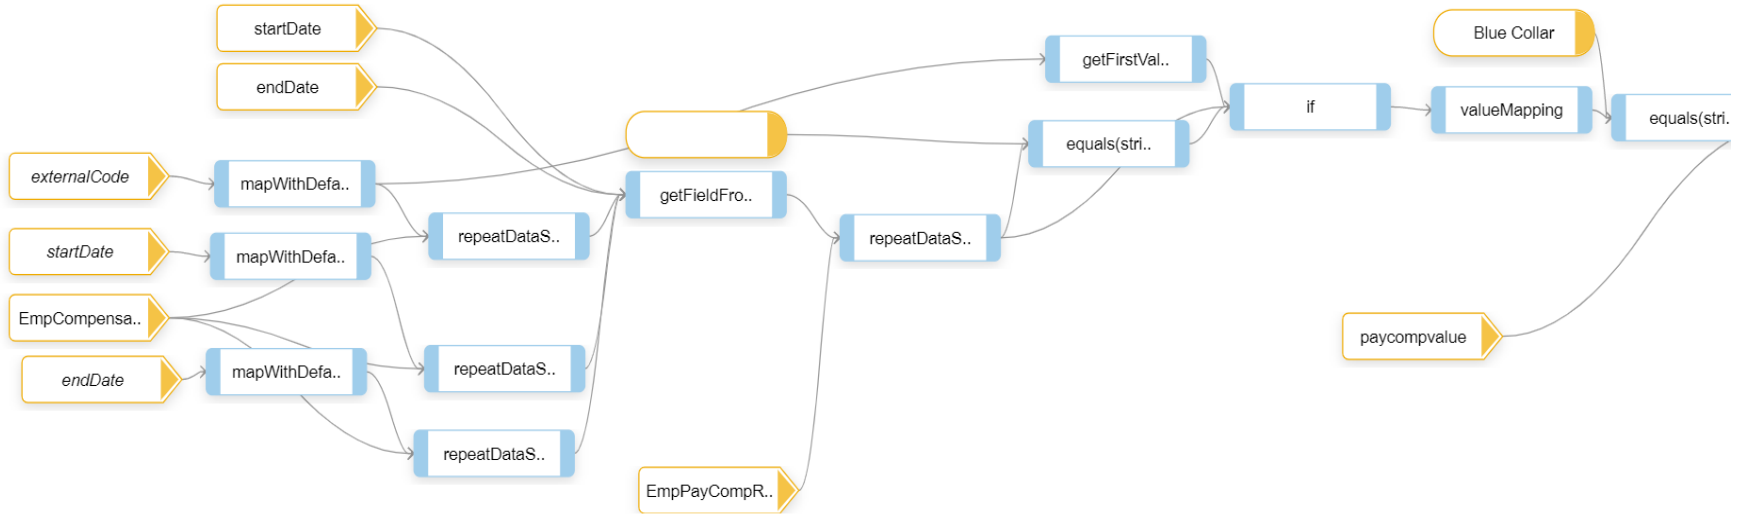 startDate
endDate
externalCode
mapWithDefa..
startDate
mapWithDefa..
EmpCompensa..
endDate
mapWithDefa..
repeatDataS..
repeatDataS..
repeatDataS..
getFieldFro..
repeatDataS..
EmpPayCompR..
getFirstVal..
equals(stri..
if
valueMapping
Blue Collar
equals(stri.
paycompvalue